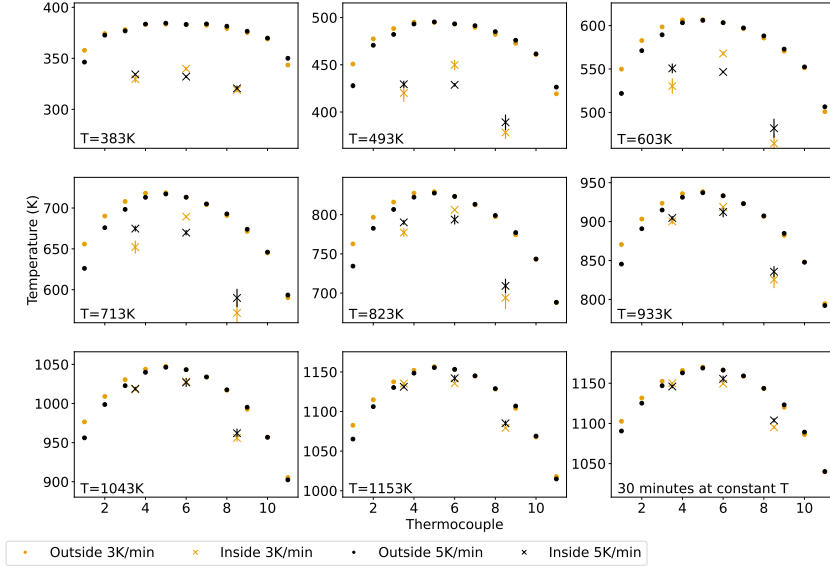 400
350
300
T=383K
500
450
400
T=493K
600
550
500
T=603K
Temperature (K)
700
650
600
T=713K
800
750
700
T=823K
950
900
850
800
T=933K
1050
1000
950
900
T=1043K
2 4 6 8 10
1150
1100
1050
1000
T=1153K
2 4 6 8 10
Thermocouple
1150
1100
1050
30 minutes at constant T
2 4 6 8 10
Outside 3K/min Inside 3K/min Outside 5K/min Inside 5K/min